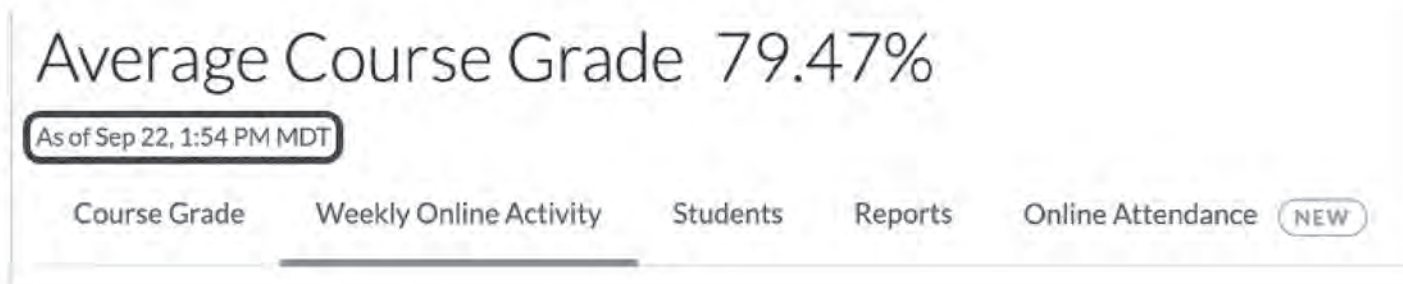 Average Course Grade 79.47%
As of Sep 22, 1:54 PM MDT
Course Grade Weekly Online Activity Students Reports Online Attendance NEW